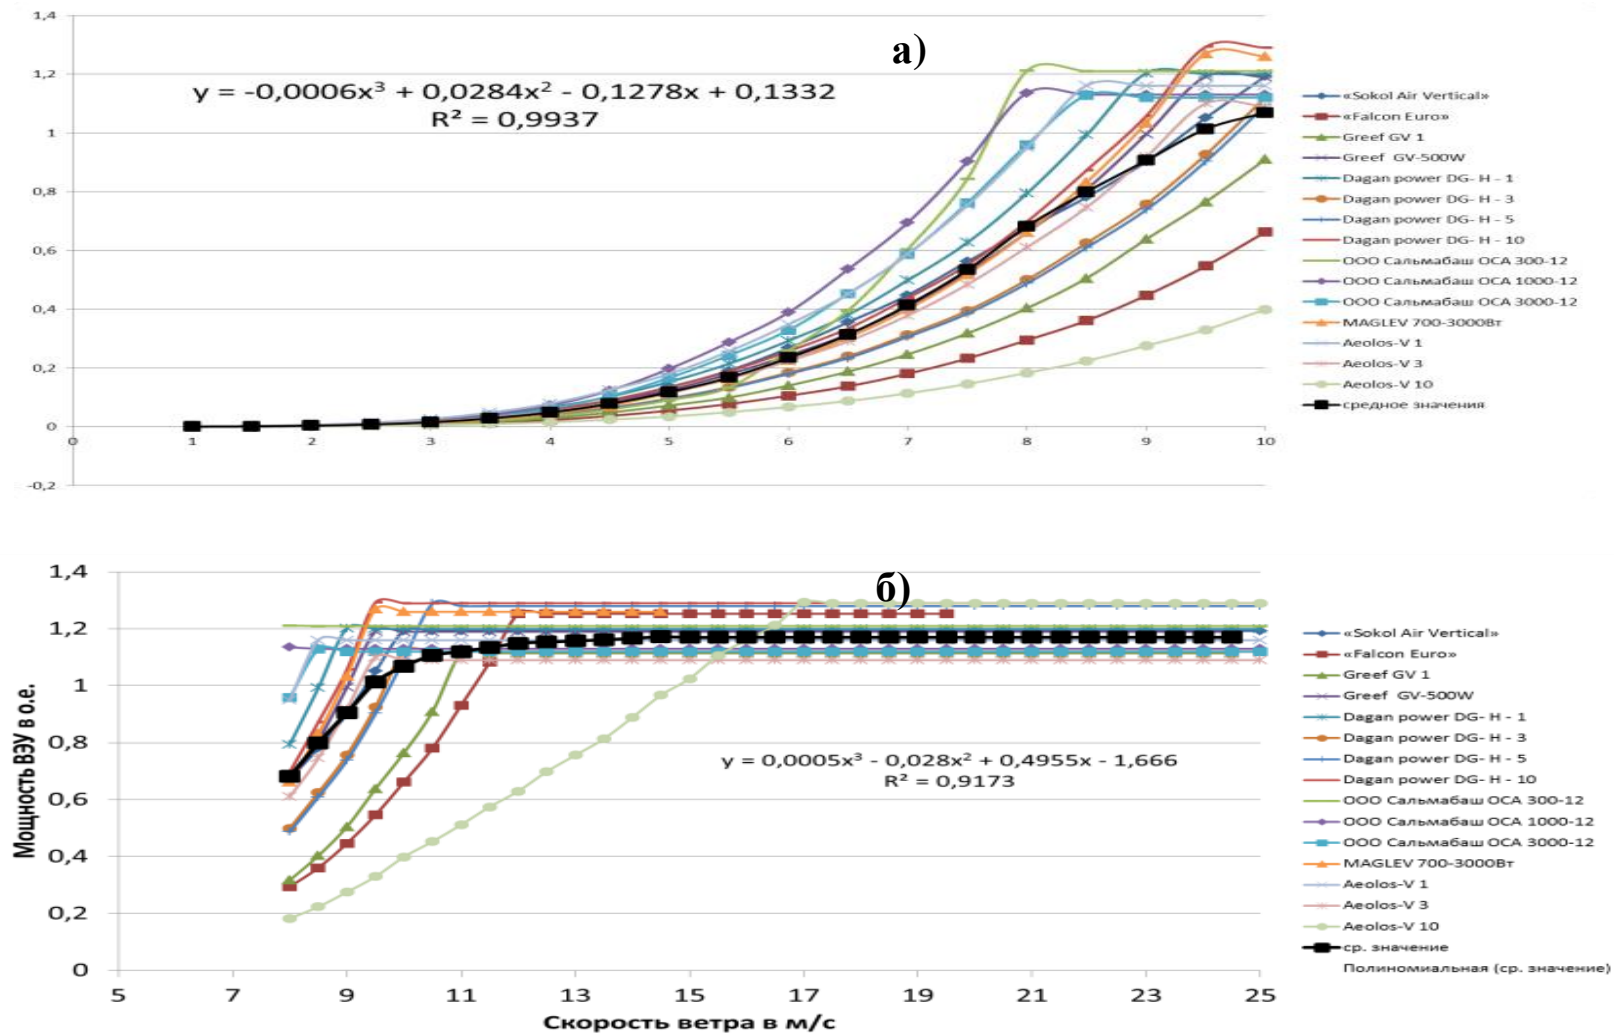 а)
y = -0,0006x³ + 0,0284x² - 0,1278x + 0,1332
R² = 0,9937
1,4
1,2
1
0,8
0,6
0,4
0,2
0
-0,2
0 1 2 3 4 5 6 7 8 9 10
«Sokol Air Vertical»
«Falcon Euro»
Greef GV 1
Greef GV-500W
Dagan power DG- H - 1
Dagan power DG- H - 3
Dagan power DG- H - 5
Dagan power DG- H - 10
ООО Сальмабаш ОСА 300-12
ООО Сальмабаш ОСА 1000-12
ООО Сальмабаш ОСА 3000-12
MAGLEV 700-3000Вт
Aeolos-V 1
Aeolos-V 3
Aeolos-V 10
средное значения
б)
Мощность ВЭУ в о.е.
1,4
1,2
1
0,8
0,6
0,4
0,2
0
y = 0,0005x³ - 0,028x² + 0,4955x - 1,666
R² = 0,9173
5 7 9 11 13 15 17 19 21 23 25
Скорость ветра в м/с
«Sokol Air Vertical»
«Falcon Euro»
Greef GV 1
Greef GV-500W
Dagan power DG- H - 1
Dagan power DG- H - 3
Dagan power DG- H - 5
Dagan power DG- H - 10
ООО Сальмабаш ОСА 300-12
ООО Сальмабаш ОСА 1000-12
ООО Сальмабаш ОСА 3000-12
MAGLEV 700-3000Вт
Aeolos-V 1
Aeolos-V 3
Aeolos-V 10
ср. значение
Полиномиальная (ср. значение)